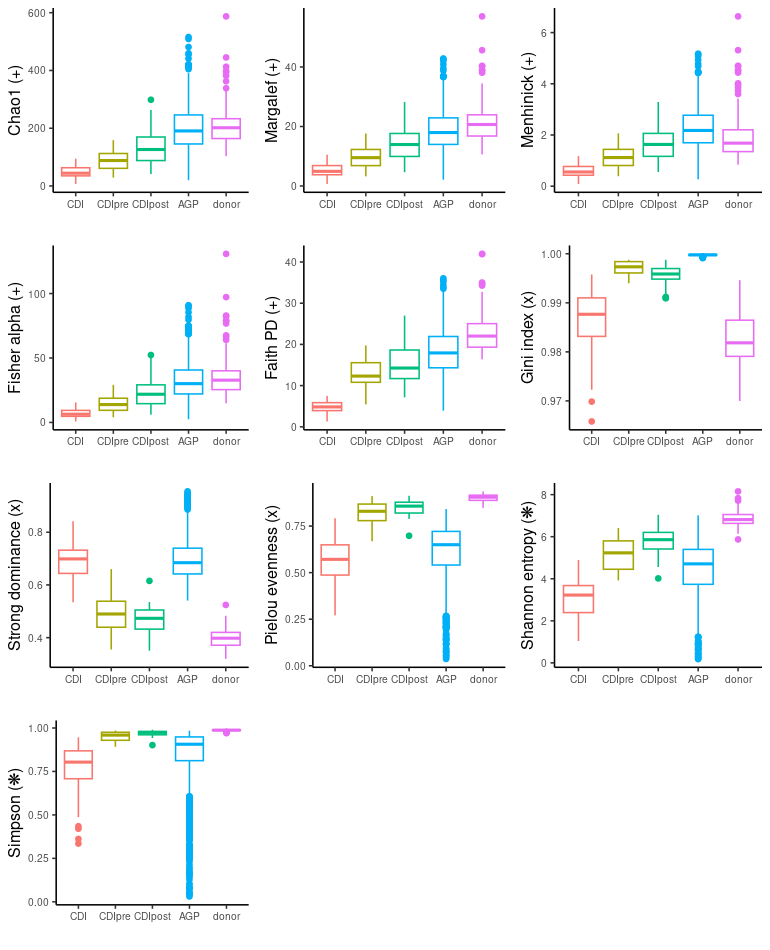 Chao1 (+)
600
400
200
0
CDI CDIpre CDIpost AGP donor
Margalef (+)
40
20
0
CDI CDIpre CDIpost AGP donor
Menhinick (+)
6
4
2
0
CDI CDIpre CDIpost AGP donor
Fisher alpha (+)
100
50
0
CDI CDIpre CDIpost AGP donor
Faith PD (+)
40
30
20
10
0
CDI CDIpre CDIpost AGP donor
Gini index (x)
1.00
0.99
0.98
0.97
CDI CDIpre CDIpost AGP donor
Strong dominance (x)
0.8
0.6
0.4
CDI CDIpre CDIpost AGP donor
Pielou evenness (x)
0.75
0.50
0.25
0.00
CDI CDIpre CDIpost AGP donor
Shannon entropy (❋)
8
6
4
2
0
CDI CDIpre CDIpost AGP donor
Simpson (❋)
1.00
0.75
0.50
0.25
0.00
CDI CDIpre CDIpost AGP donor